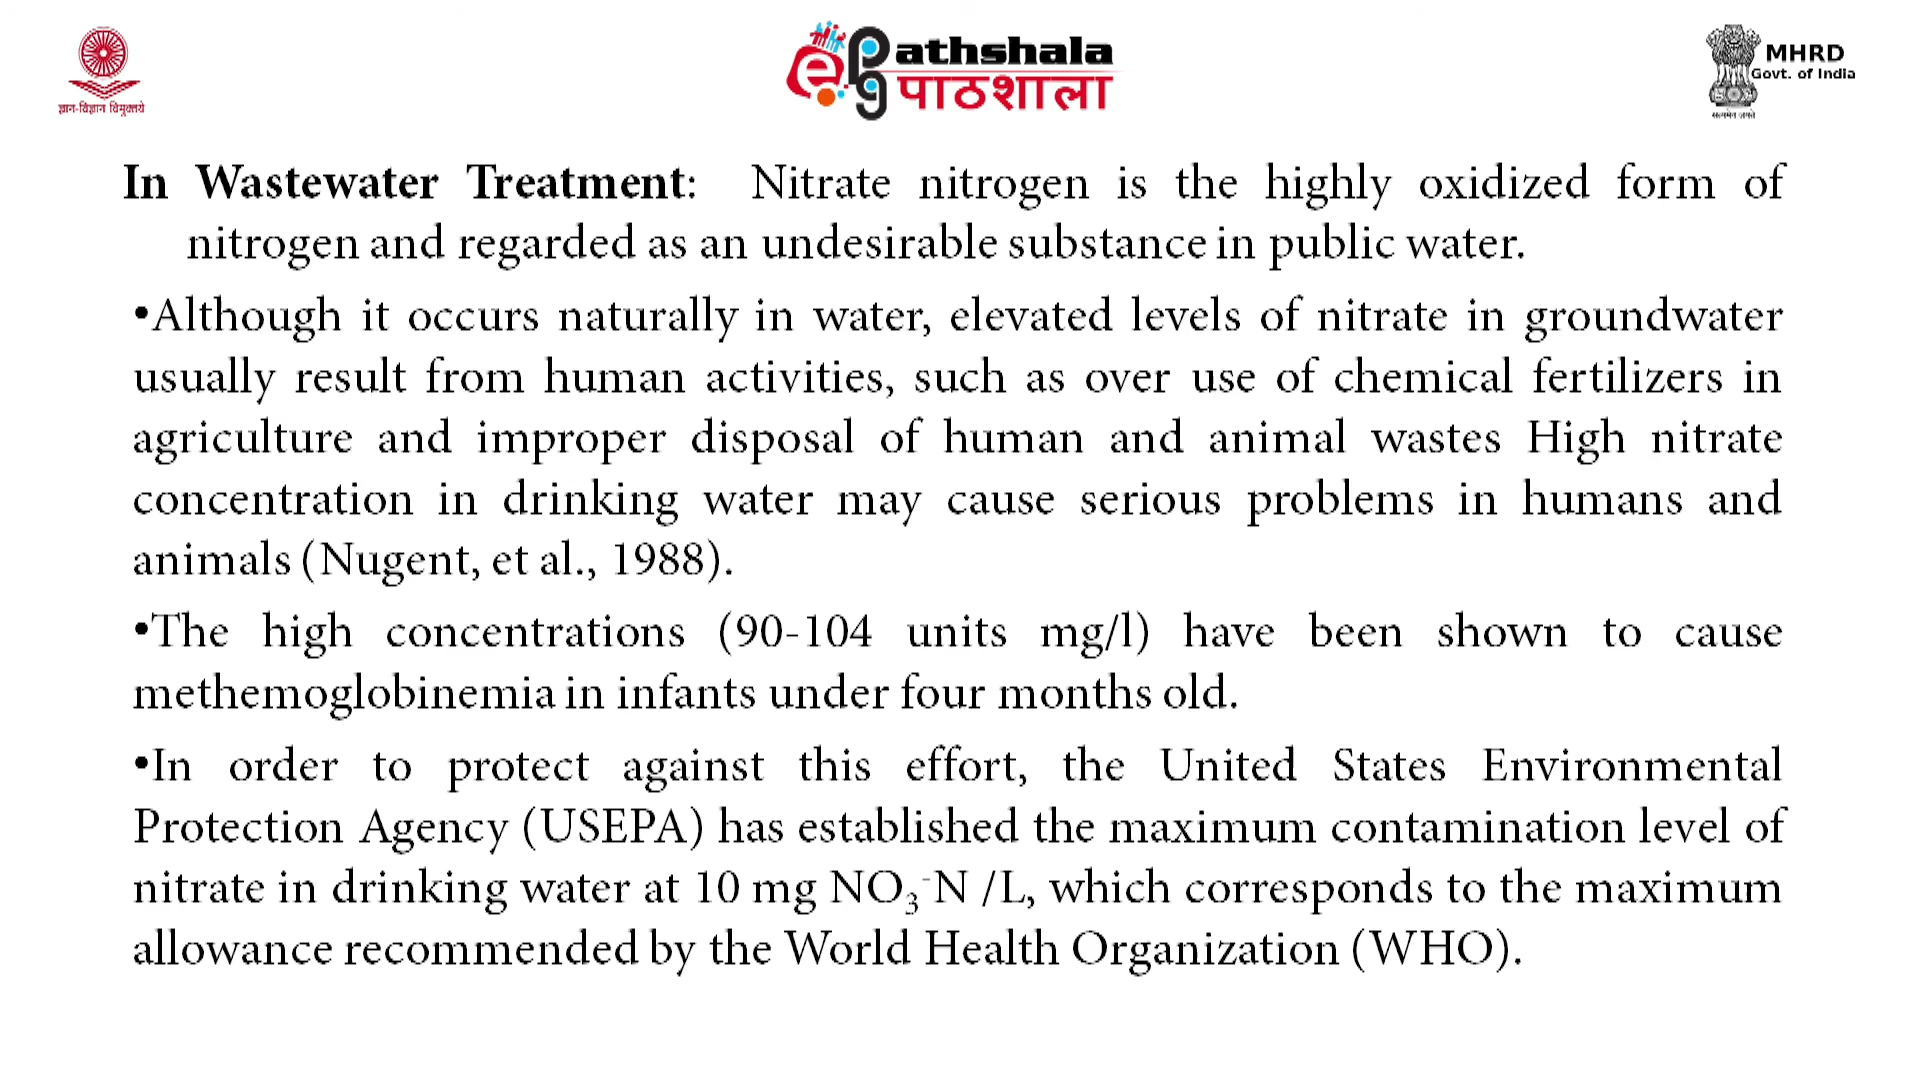 ज्ञान-विज्ञान विमुक्तये
e Pg athshala
पाठशाला
MHRD
Govt. of India
सत्यमेव जयते
In Wastewater Treatment: Nitrate nitrogen is the highly oxidized form of
nitrogen and regarded as an undesirable substance in public water.
•Although it occurs naturally in water, elevated levels of nitrate in groundwater
usually result from human activities, such as over use of chemical fertilizers in
agriculture and improper disposal of human and animal wastes High nitrate
concentration in drinking water may cause serious problems in humans and
animals (Nugent, et al., 1988).
•The high concentrations (90-104 units mg/l) have been shown to cause
methemoglobinemia in infants under four months old.
•In order to protect against this effort, the United States Environmental
Protection Agency (USEPA) has established the maximum contamination level of
nitrate in drinking water at 10 mg NO₃⁻N /L, which corresponds to the maximum
allowance recommended by the World Health Organization (WHO).